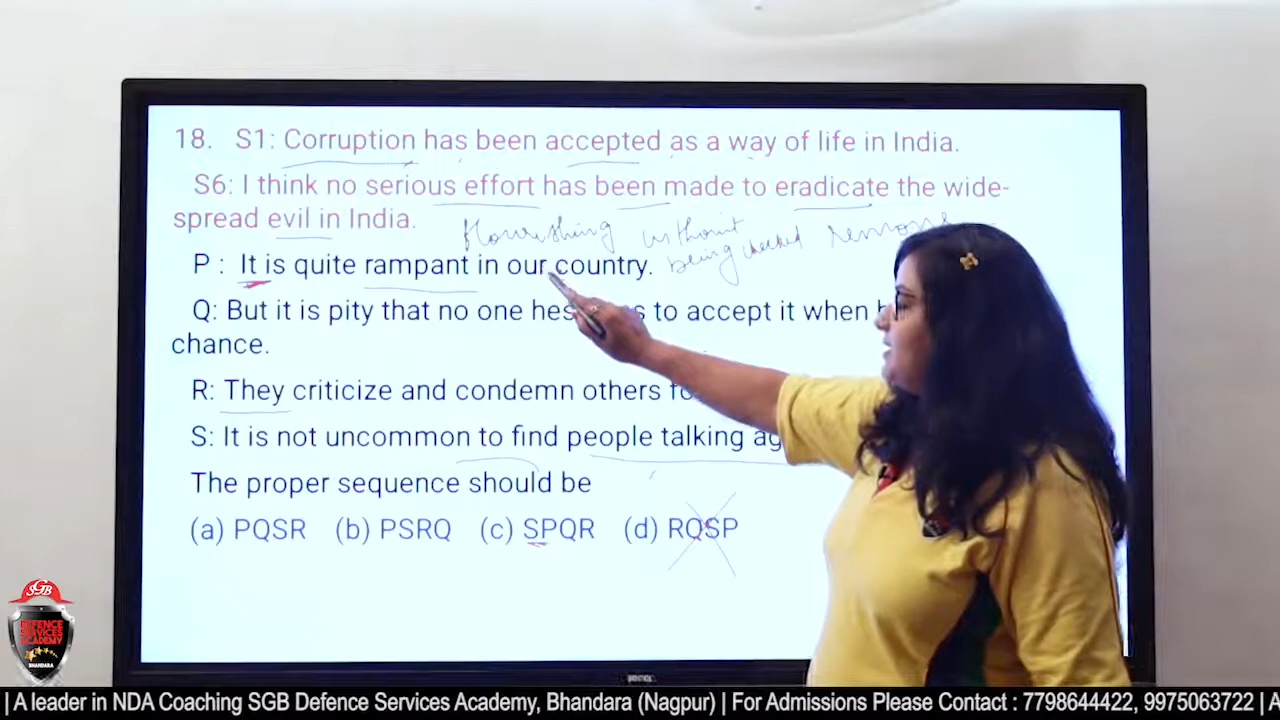 18. S1: Corruption has been accepted as a way of life in India.
S6: I think no serious effort has been made to eradicate the wide-
spread evil in India.
flourishing without
being checked
P : It is quite rampant in our country.
Q: But it is pity that no one to accept it when
chance.
R: They criticize and condemn others
S: It is not uncommon to find people talking
The proper sequence should be
(a) PQSR (b) PSRQ (c) SPQR (d) RQSP
SGB
DEFENCE
SERVICES
ACADEMY
BHANDARA
| A leader in NDA Coaching SGB Defence Services Academy, Bhandara (Nagpur) | For Admissions Please Contact : 7798644422, 9975063722 |